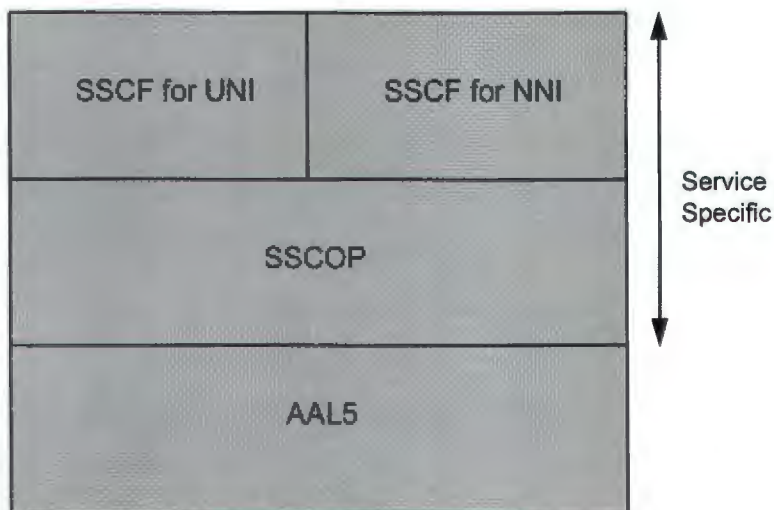 SSCF for UNI
SSCF for NNI
Service
Specific
SSCOP
AAL5